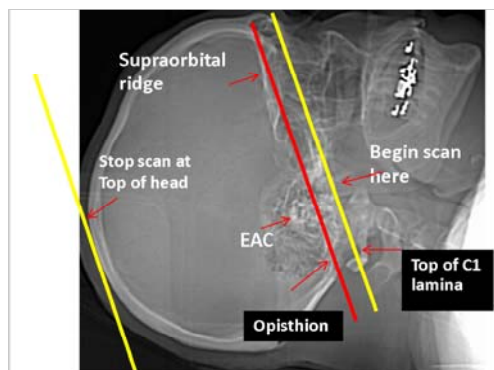 Supraorbital
ridge
Stop scan at
Top of head
Begin scan
here
EAC
Top of C1
lamina
Opisthion